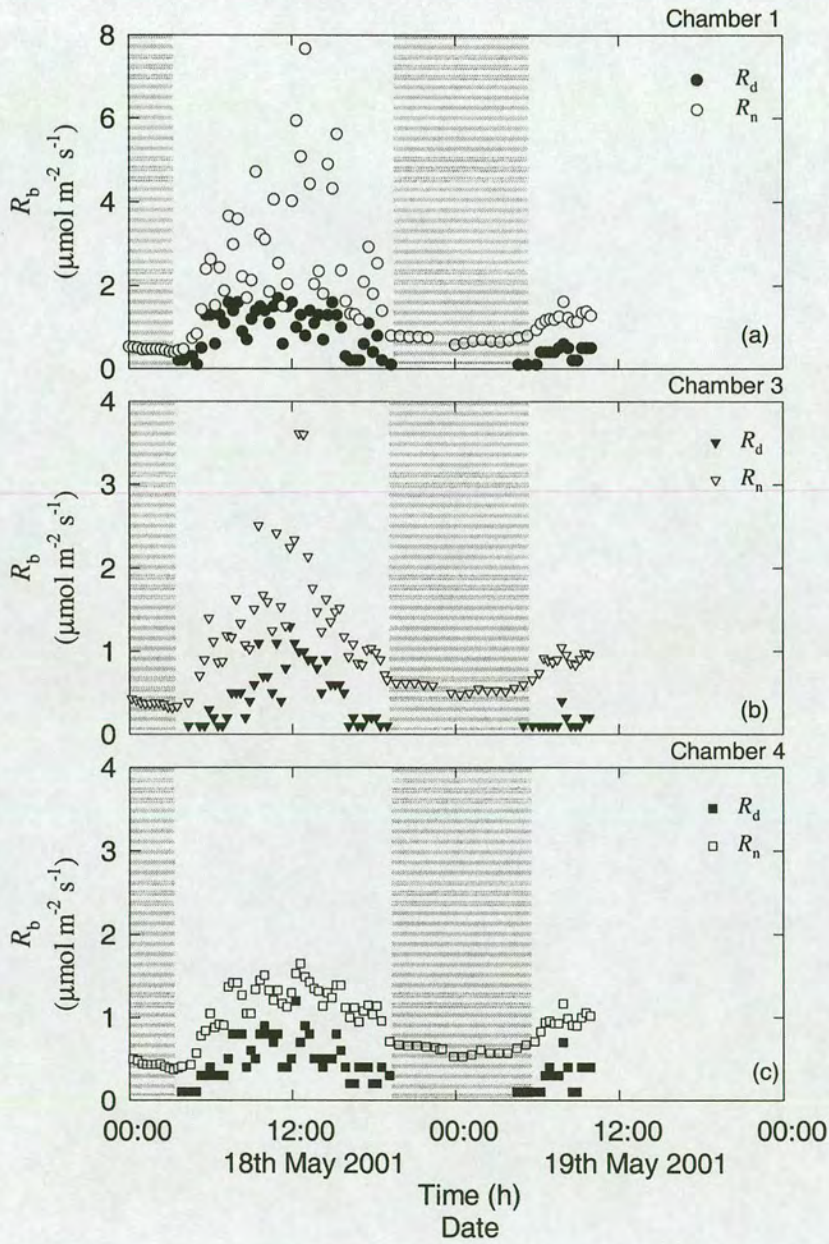 Chamber 1
8
6
4
2
0
R_b
(µmol m⁻² s⁻¹)
R_d
R_n
(a)
Chamber 3
4
3
2
1
0
R_b
(µmol m⁻² s⁻¹)
R_d
R_n
(b)
Chamber 4
4
3
2
1
0
R_b
(µmol m⁻² s⁻¹)
R_d
R_n
(c)
00:00 12:00 00:00 12:00 00:00
18th May 2001 19th May 2001
Time (h)
Date